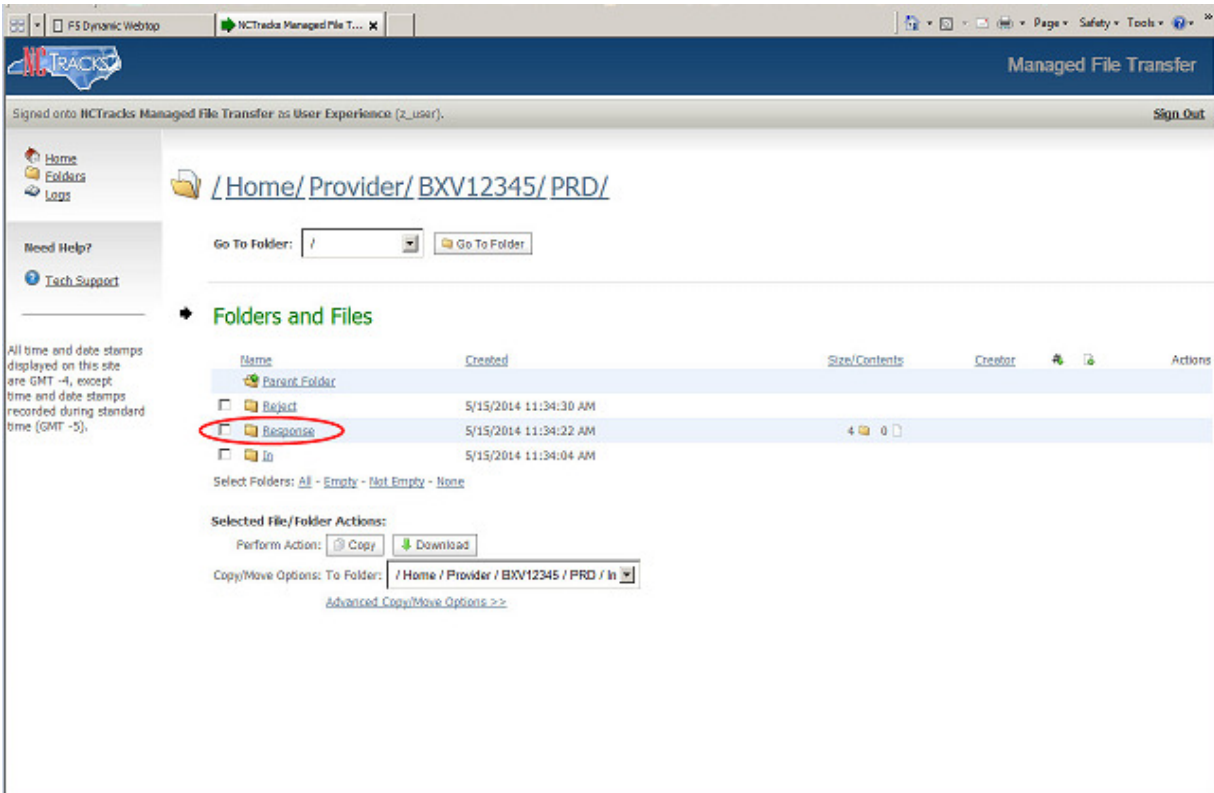 F5 Dynamic Webtop
NCTracks Managed File T...
Page Safety Tools
NCTRACKS
Managed File Transfer
Signed onto NCTracks Managed File Transfer as User Experience (z_user).
Sign Out
Home
Folders
Logs
/ Home/ Provider/ BXV12345/ PRD/
Need Help?
Go To Folder: / Go To Folder
Tech Support
Folders and Files
All time and date stamps
displayed on this site
are GMT -4, except
time and date stamps
recorded during standard
time (GMT -5).
Name Created Size/Contents Creator Actions
Parent Folder
Reject 5/15/2014 11:34:30 AM
Response 5/15/2014 11:34:22 AM 4 0
In 5/15/2014 11:34:04 AM
Select Folders: All - Empty - Not Empty - None
Selected File/Folder Actions:
Perform Action: Copy Download
Copy/Move Options: To Folder: / Home / Provider / BXV12345 / PRD / In
Advanced Copy/Move Options >>